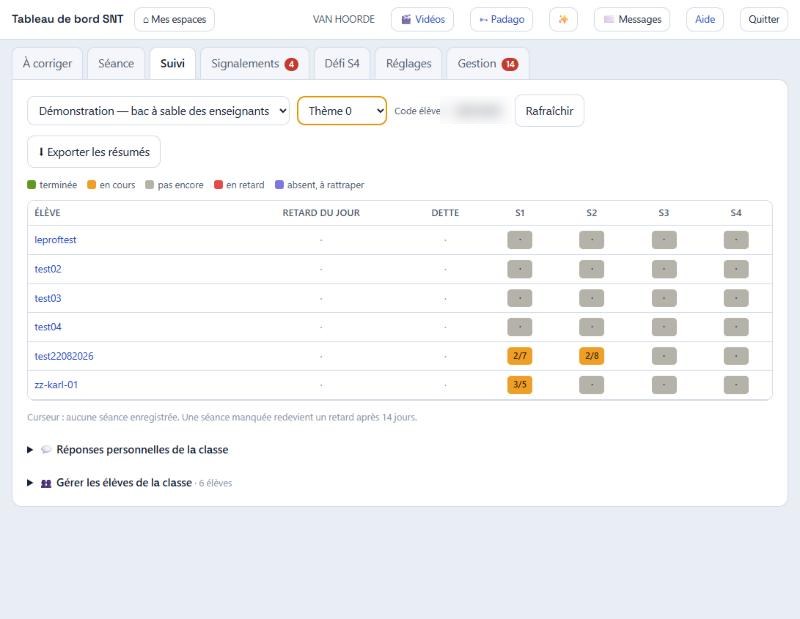 Tableau de bord SNT ⌂ Mes espaces VAN HOORDE Vidéos Padago Messages Aide Quitter
À corriger Séance Suivi Signalements 4 Défi S4 Réglages Gestion 14
Démonstration — bac à sable des enseignants Thème 0 Code élève Rafraîchir
⬇ Exporter les résumés
terminée en cours pas encore en retard absent, à rattraper
ÉLÈVE RETARD DU JOUR DETTE S1 S2 S3 S4
leproftest · · · · · ·
test02 · · · · · ·
test03 · · · · · ·
test04 · · · · · ·
test22082026 · · 2/7 2/8 · ·
zz-karl-01 · · 3/5 · · ·
Curseur : aucune séance enregistrée. Une séance manquée redevient un retard après 14 jours.
▶ Réponses personnelles de la classe
▶ Gérer les élèves de la classe · 6 élèves